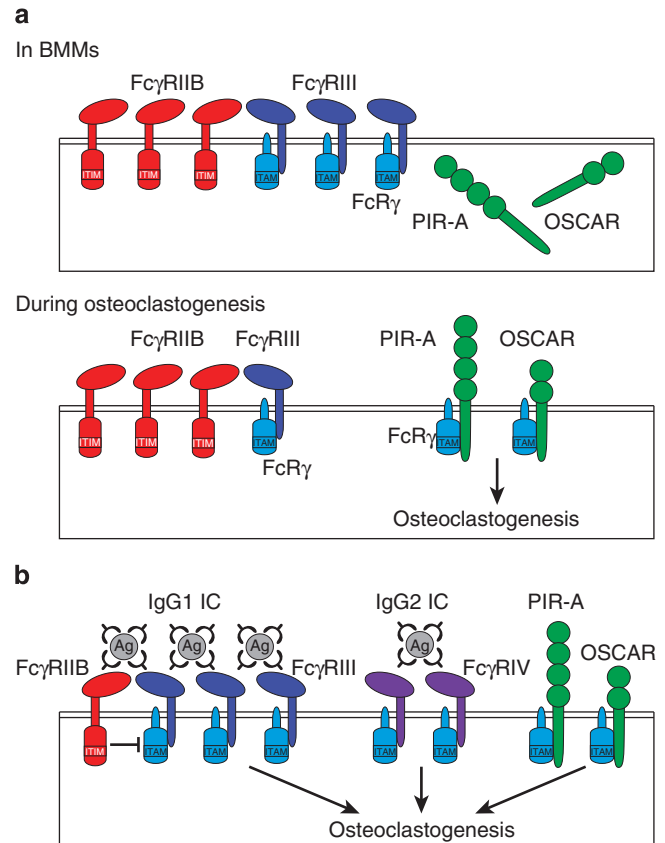 a
In BMMs
FcγRIIB FcγRIII
ITIM ITIM ITIM ITAM ITAM ITAM
FcRγ
PIR-A OSCAR
During osteoclastogenesis
FcγRIIB FcγRIII PIR-A OSCAR
ITIM ITIM ITIM ITAM FcRγ ITAM ITAM
FcRγ
Osteoclastogenesis
b
IgG1 IC IgG2 IC PIR-A
Ag Ag Ag Ag
FcγRIIB FcγRIII FcγRIV OSCAR
ITIM ITAM ITAM ITAM ITAM ITAM ITAM ITAM
Osteoclastogenesis